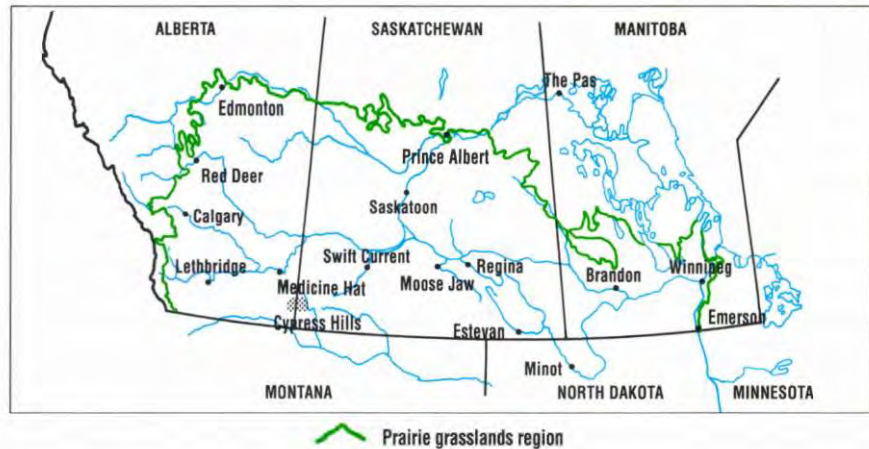 ALBERTA
SASKATCHEWAN
MANITOBA
The Pas
Edmonton
Prince Albert
Red Deer
Saskatoon
Calgary
Swift Current
Regina
Winnipeg
Lethbridge
Medicine Hat
Moose Jaw
Brandon
Cypress Hills
Estevan
Emerson
Minot
MONTANA
NORTH DAKOTA
MINNESOTA
Prairie grasslands region